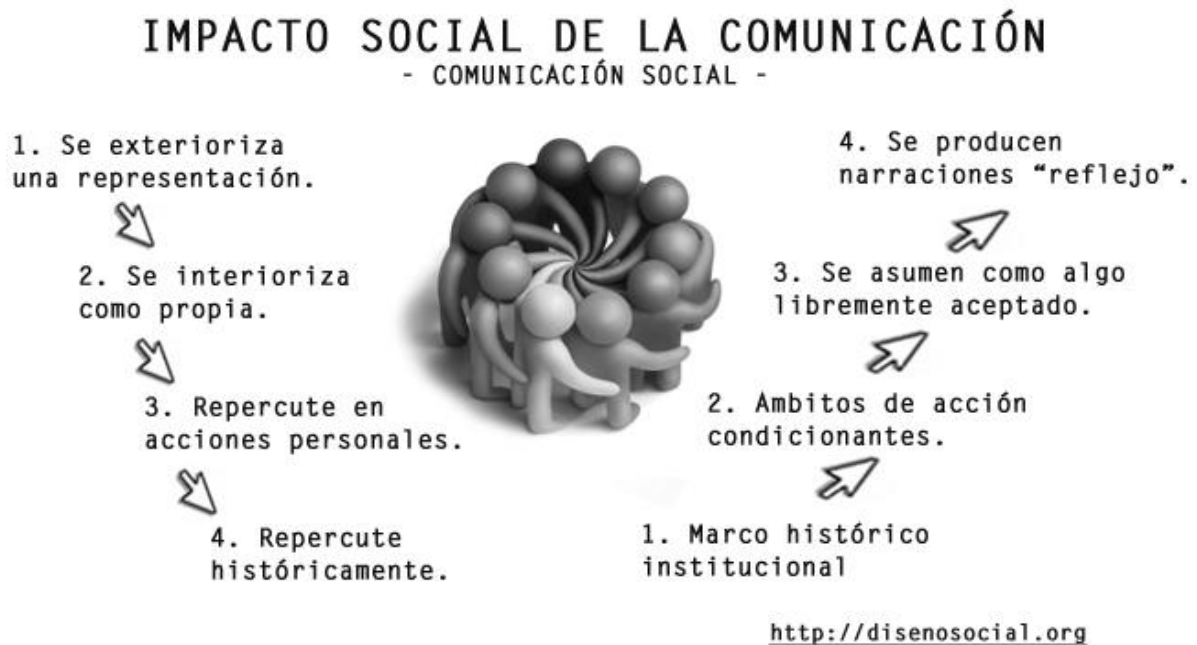 IMPACTO SOCIAL DE LA COMUNICACIÓN
- COMUNICACIÓN SOCIAL -
1. Se exterioriza
una representación.
2. Se interioriza
como propia.
3. Repercute en
acciones personales.
4. Repercute
históricamente.
4. Se producen
narraciones “reflejo”.
3. Se asumen como algo
libremente aceptado.
2. Ambitos de acción
condicionantes.
1. Marco histórico
institucional
http://disenosocial.org